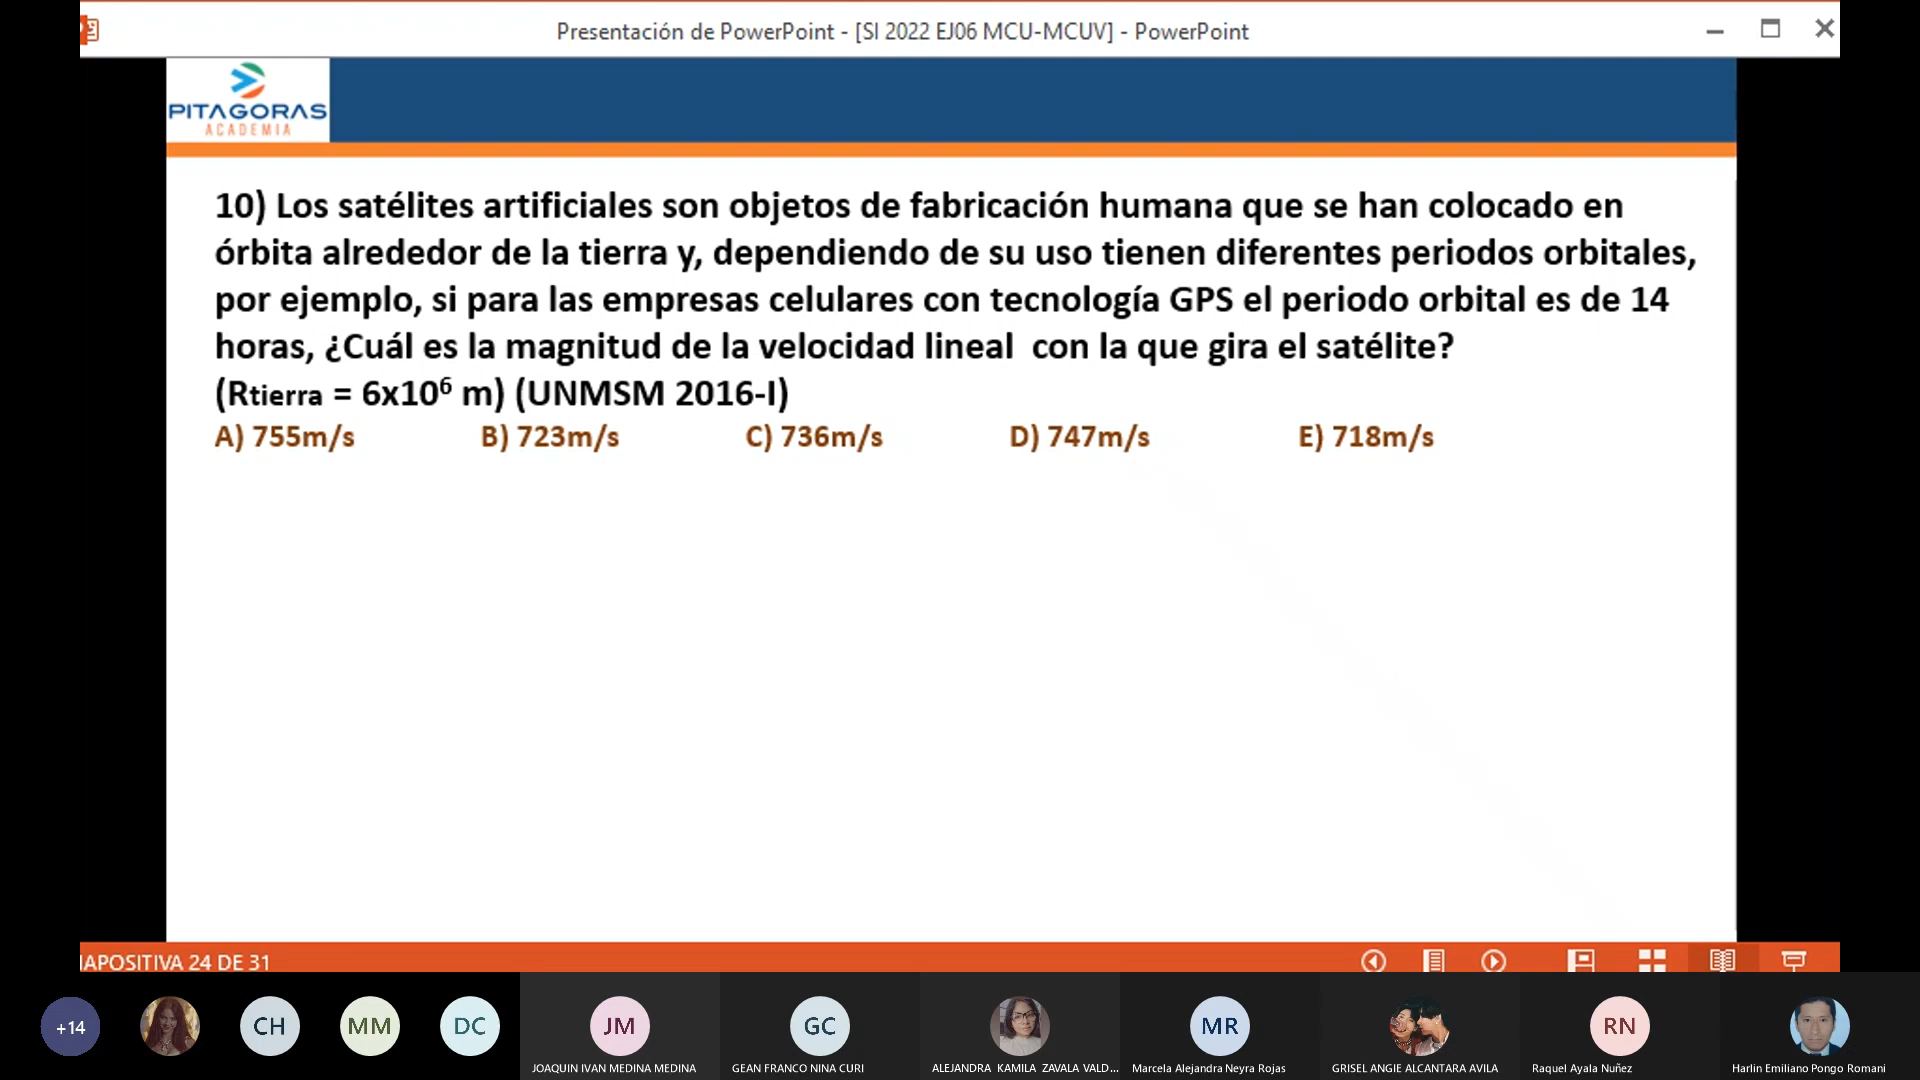 Presentación de PowerPoint - [SI 2022 EJ06 MCU-MCUV] - PowerPoint
PITAGORAS
ACADEMIA
10) Los satélites artificiales son objetos de fabricación humana que se han colocado en
órbita alrededor de la tierra y, dependiendo de su uso tienen diferentes periodos orbitales,
por ejemplo, si para las empresas celulares con tecnología GPS el periodo orbital es de 14
horas, ¿Cuál es la magnitud de la velocidad lineal con la que gira el satélite?
(Rtierra = 6x10⁶ m) (UNMSM 2016-I)
A) 755m/s B) 723m/s C) 736m/s D) 747m/s E) 718m/s
IAPOSITIVA 24 DE 31
+14 CH MM DC JM GC MR RN
JOAQUIN IVAN MEDINA MEDINA GEAN FRANCO NINA CURI ALEJANDRA KAMILA ZAVALA VALD... Marcela Alejandra Neyra Rojas GRISEL ANGIE ALCANTARA AVILA Raquel Ayala Nuñez Harlin Emiliano Pongo Romani